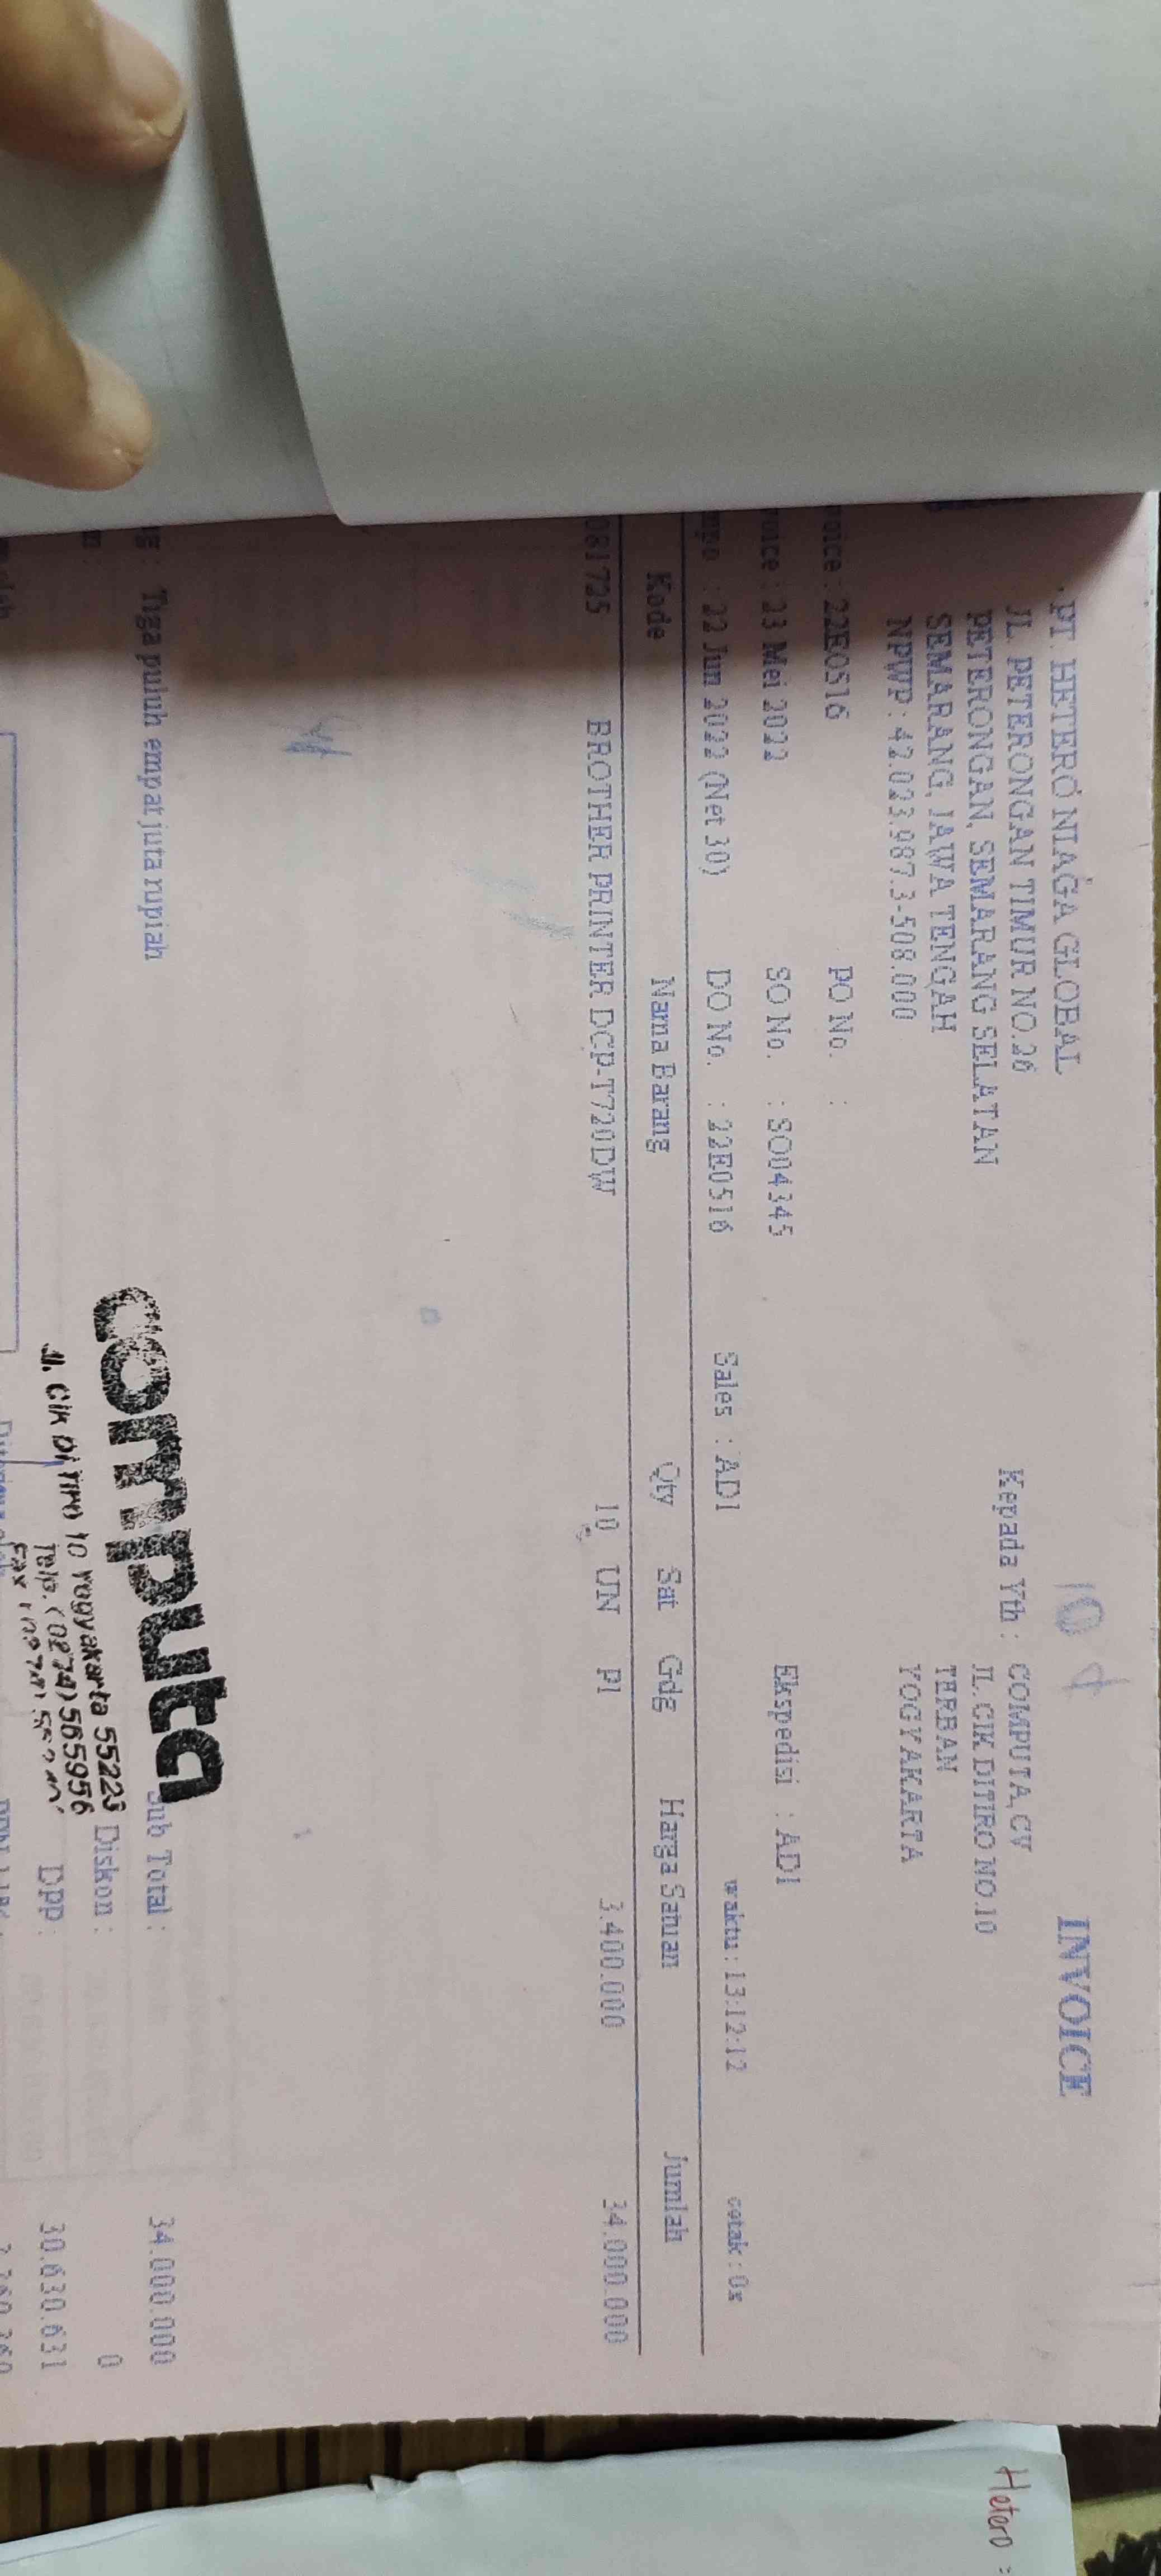 INVOICE
10
PT. HETERO NIAGA GLOBAL
JL. PETERONGAN TIMUR NO.26
PETERONGAN, SEMARANG SELATAN
SEMARANG, JAWA TENGAH
NPWP : 42.023.987.3-508.000
Kepada Yth : COMPUTA, CV
JL. CIK DITIRO NO.10
TERBAN
YOGYAKARTA
oice : 22E0516 PO No. :
oice : 23 Mei 2022 SO No. : SO04345 Ekspedisi : ADI
mpo : 22 Jun 2022 (Net 30) DO No. : 22E0516 Sales : ADI waktu : 13:12:12 cetak : 0x
Kode Nama Barang Qty Sat Gdg Harga Satuan Jumlah
081725 BROTHER PRINTER DCP-T720DW 10 UN P1 3.400.000 34.000.000
ng : Tiga puluh empat juta rupiah
Sub Total : 34.000.000
Diskon : 0
DPP : 30.630.631
computa
Jl. Cik Di Tiro 10 Yogyakarta 55223
Telp. (0274) 565956
Fax
Hetero :